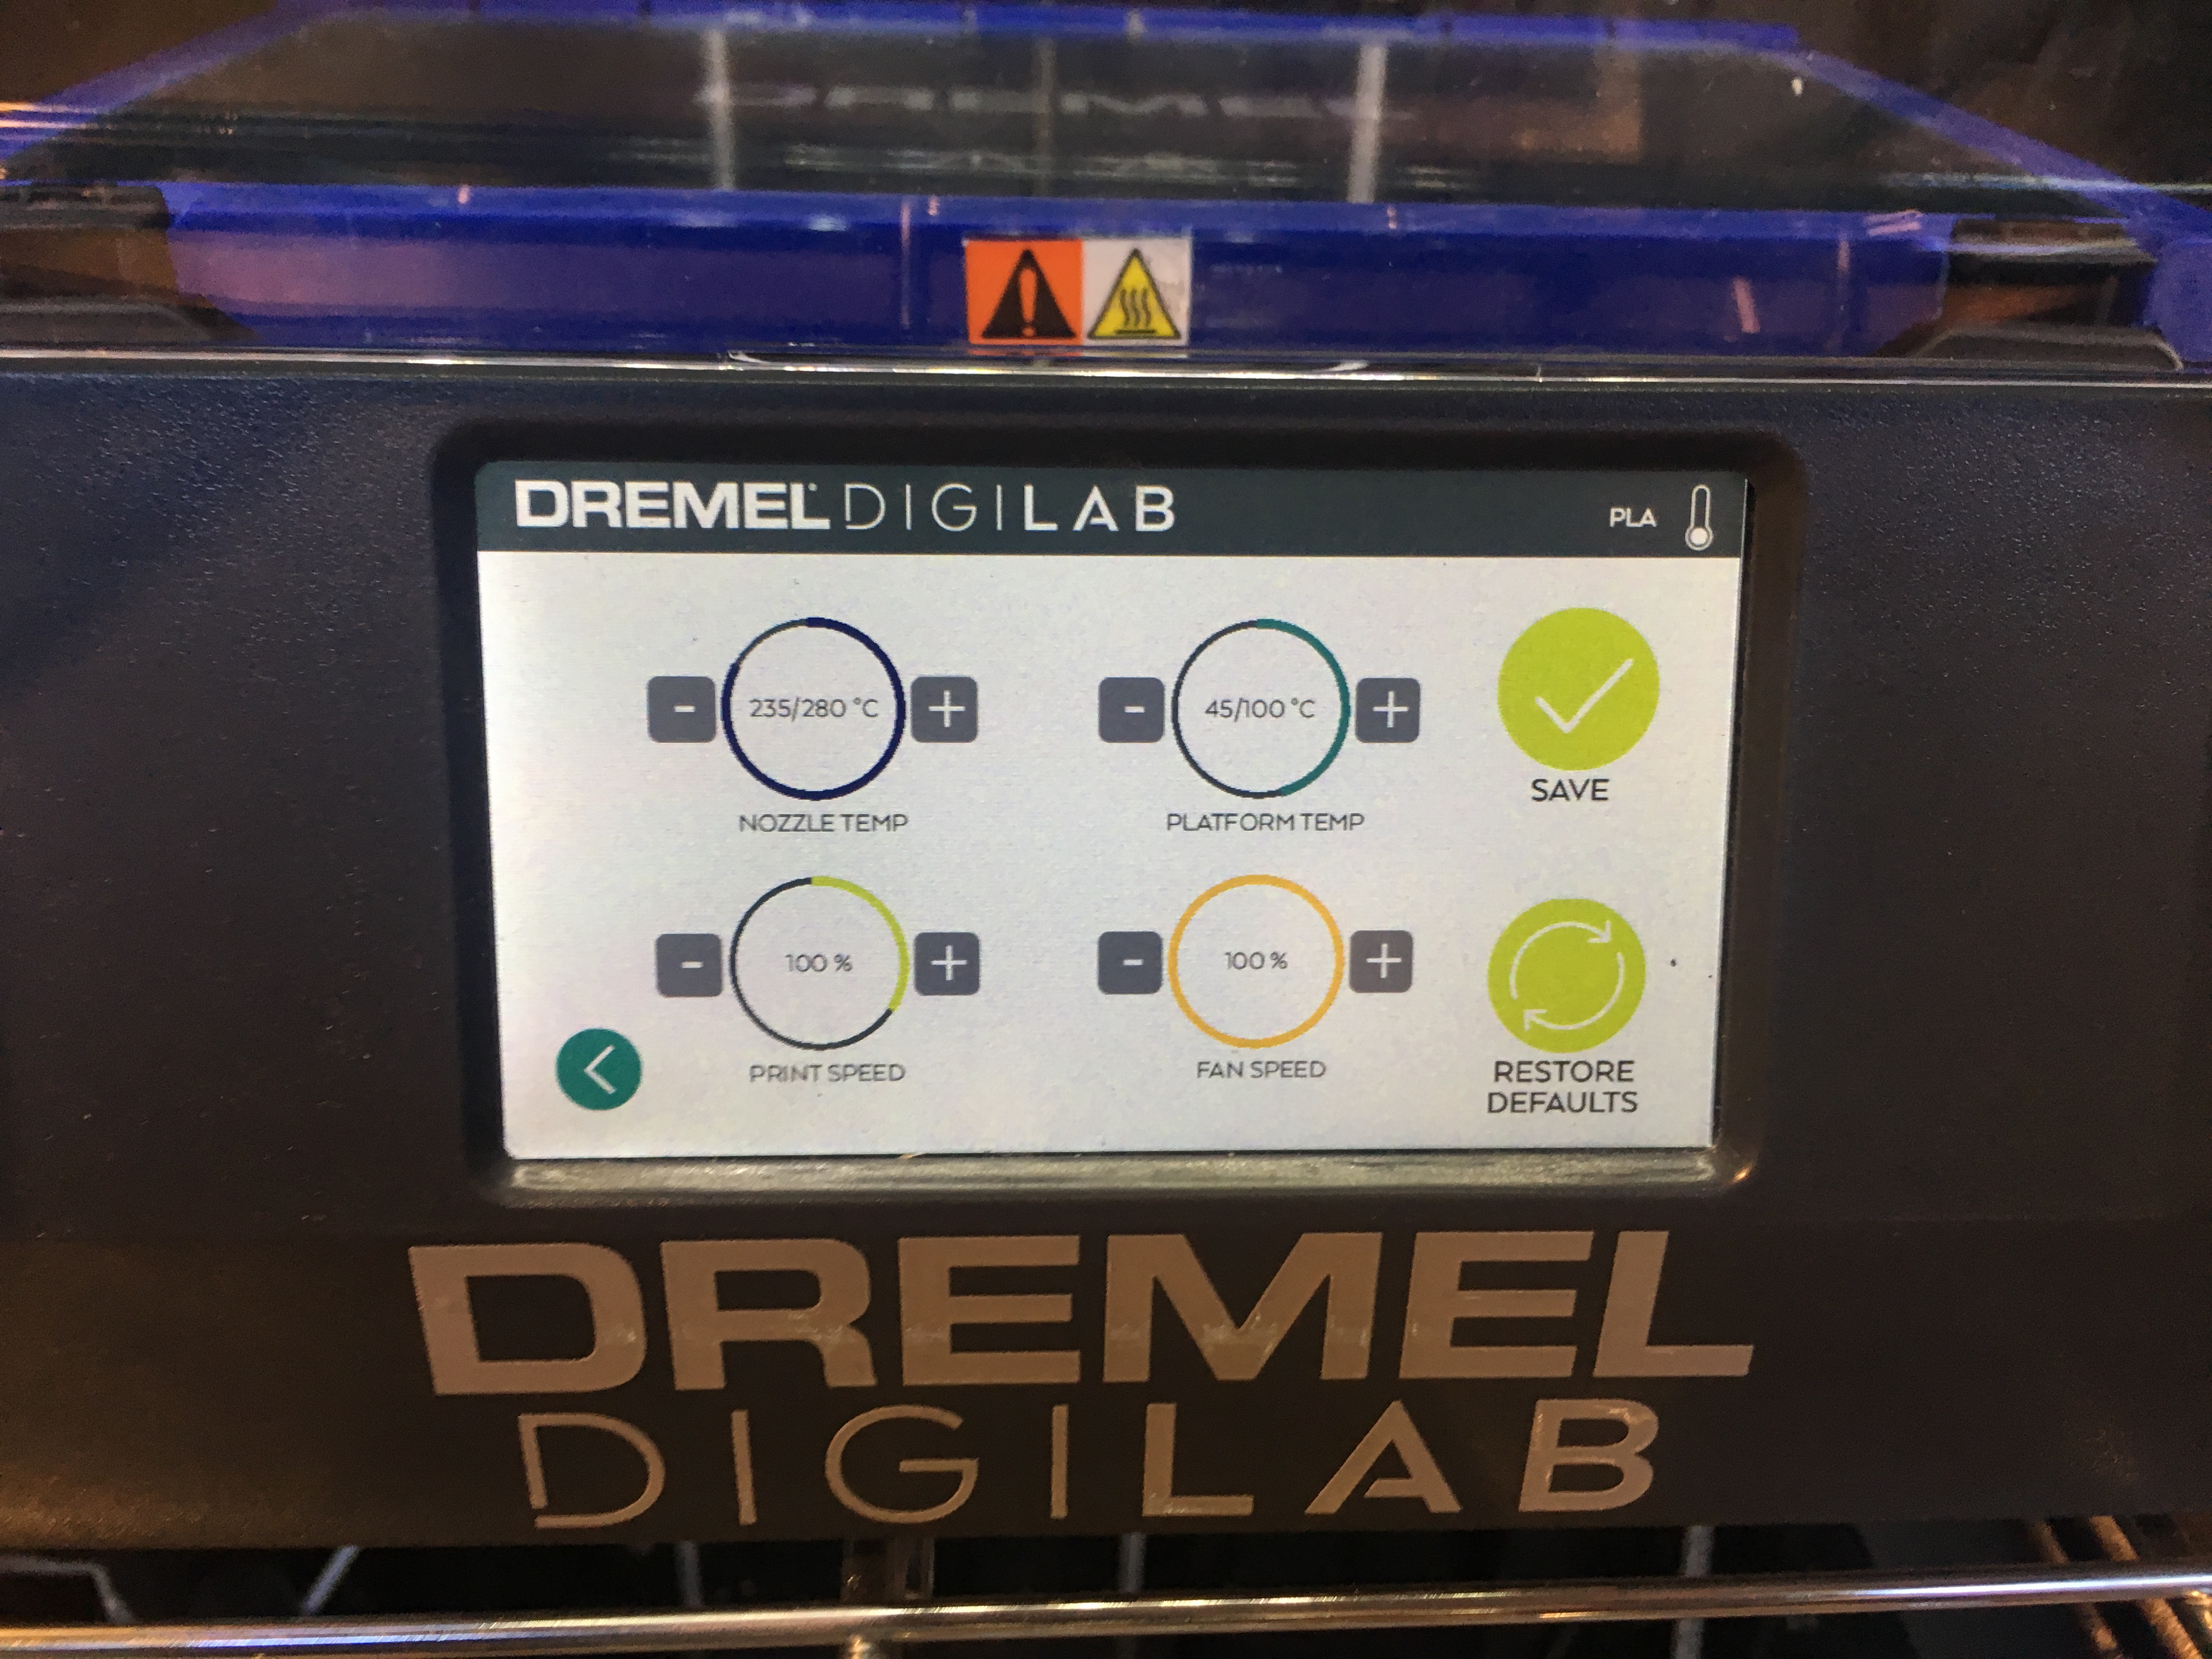 DREMEL
DREMEL DIGILAB
PLA
- 235/280 °C +
NOZZLE TEMP
- 45/100 °C +
PLATFORM TEMP
SAVE
- 100 % +
PRINT SPEED
- 100 % +
FAN SPEED
RESTORE
DEFAULTS
DREMEL
DIGILAB